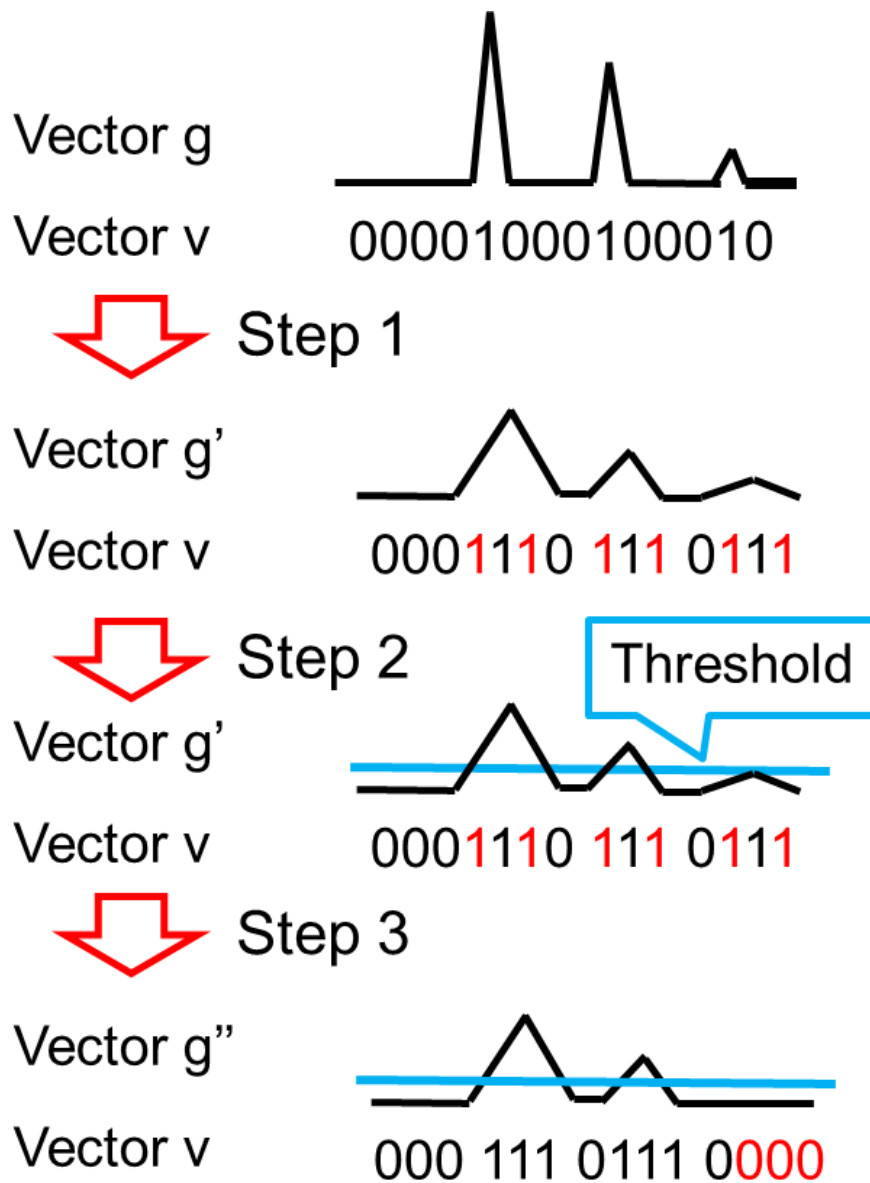 Vector g
Vector v 00001000100010
Step 1
Vector g’
Vector v 0001110 111 0111
Step 2
Threshold
Vector g’
Vector v 0001110 111 0111
Step 3
Vector g”
Vector v 000 111 0111 0000